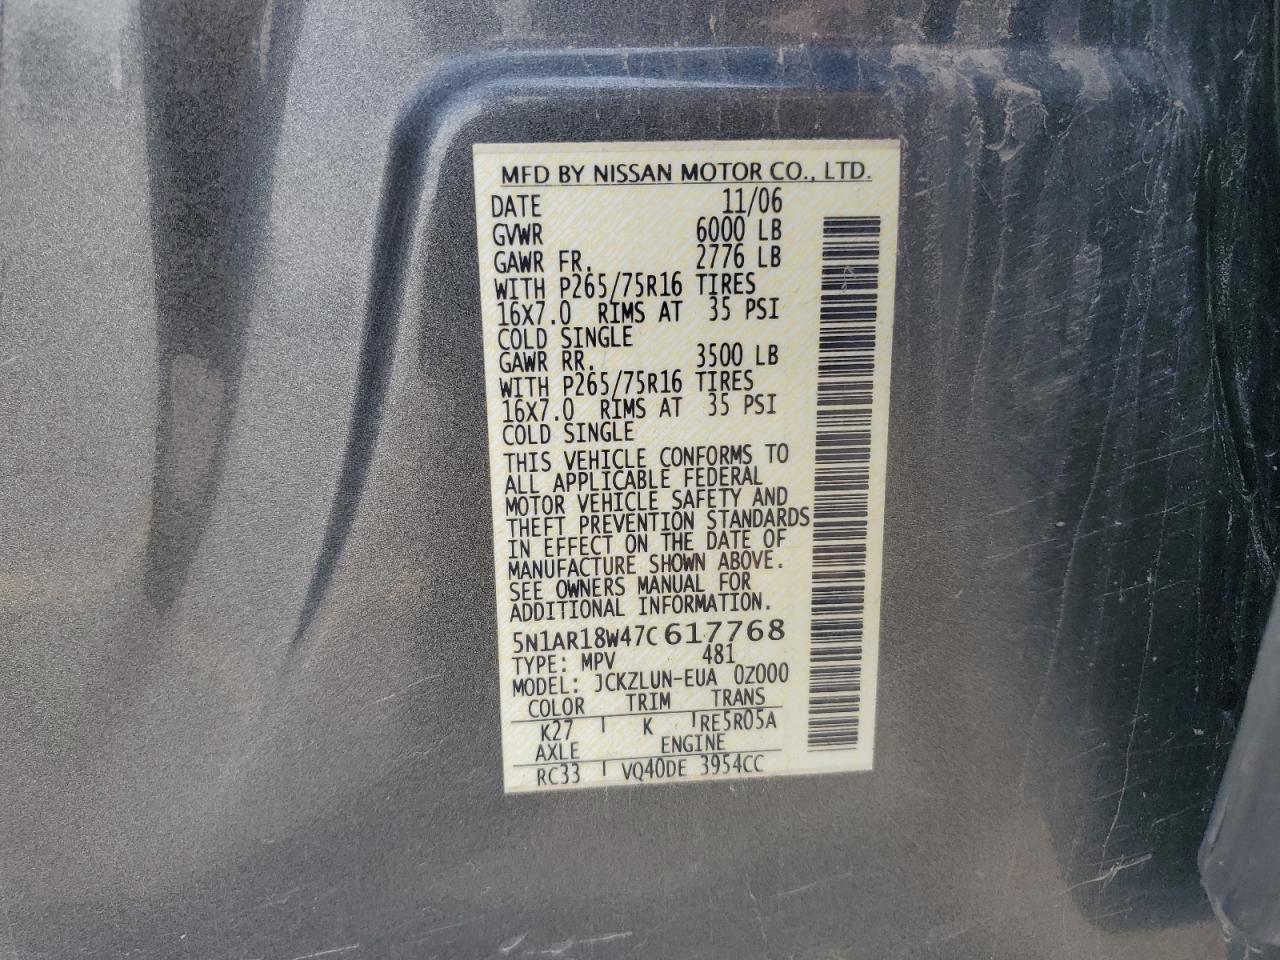 MFD BY NISSAN MOTOR CO., LTD.
DATE 11/06
GVWR 6000 LB
GAWR FR. 2776 LB
WITH P265/75R16 TIRES
16X7.0 RIMS AT 35 PSI
COLD SINGLE
GAWR RR. 3500 LB
WITH P265/75R16 TIRES
16X7.0 RIMS AT 35 PSI
COLD SINGLE
THIS VEHICLE CONFORMS TO
ALL APPLICABLE FEDERAL
MOTOR VEHICLE SAFETY AND
THEFT PREVENTION STANDARDS
IN EFFECT ON THE DATE OF
MANUFACTURE SHOWN ABOVE.
SEE OWNERS MANUAL FOR
ADDITIONAL INFORMATION.
5N1AR18W47C617768
TYPE: MPV 481
MODEL: JCKZLUN-EUA 0Z000
COLOR TRIM TRANS
K27 K RE5R05A
AXLE ENGINE
RC33 VQ40DE 3954CC